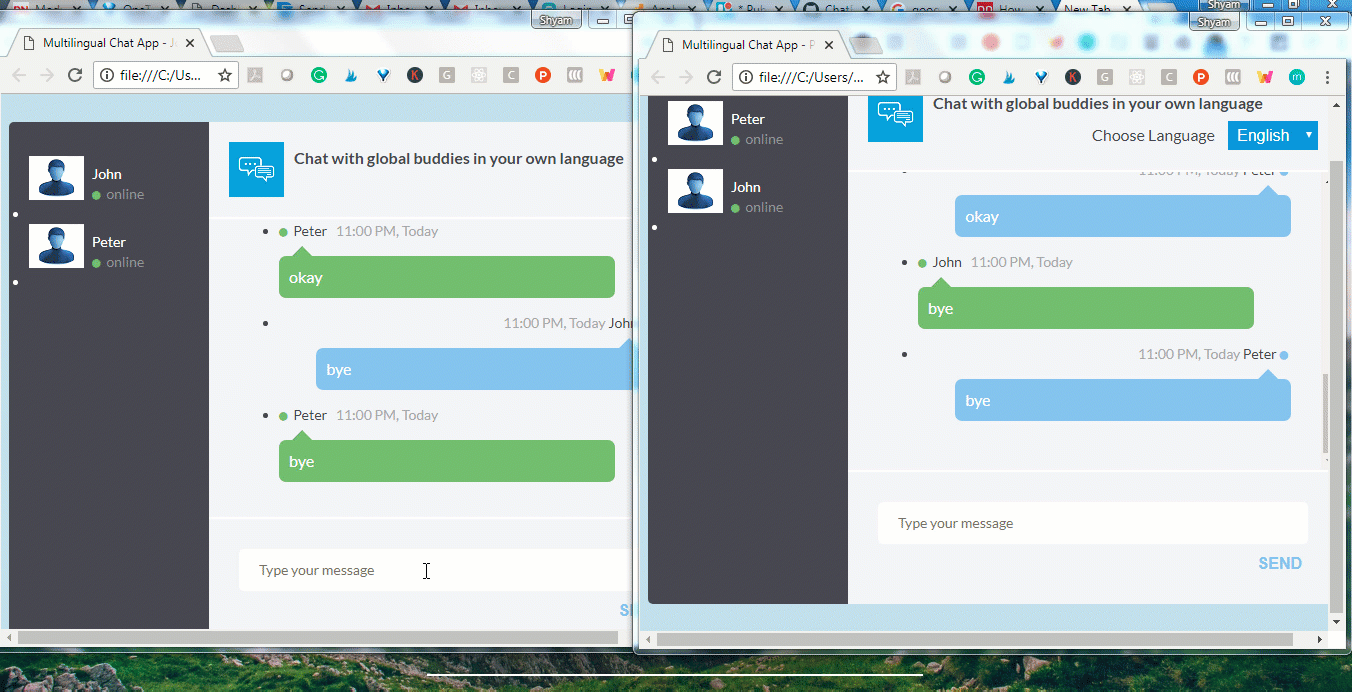 Shyam
Shyam
Shyam
Multilingual Chat App - J
file:///C:/Us...
John
online
Peter
online
Chat with global buddies in your own language
Peter 11:00 PM, Today
okay
11:00 PM, Today John
bye
Peter 11:00 PM, Today
bye
Type your message
New Tab
Multilingual Chat App - P
file:///C:/Users/...
Peter
online
John
online
Chat with global buddies in your own language
Choose Language English
11:00 PM, Today Peter
okay
John 11:00 PM, Today
bye
11:00 PM, Today Peter
bye
Type your message
SEND